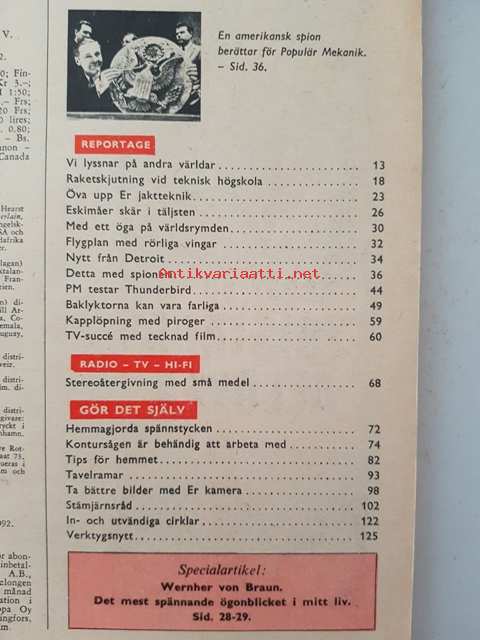 En amerikansk spion
berättar för Populär Mekanik.
– Sid. 36.
REPORTAGE
Vi lyssnar på andra världar 13
Raketskjutning vid teknisk högskola 18
Öva upp Er jaktteknik 23
Eskimåer skär i täljsten 26
Med ett öga på världsrymden 30
Flygplan med rörliga vingar 32
Nytt från Detroit 34
Detta med spioner 36
Antikvariaatti.net
PM testar Thunderbird 44
Baklyktorna kan vara farliga 49
Kapplöpning med piroger 59
TV-succé med tecknad film 60
RADIO – TV – HI-FI
Stereoåtergivning med små medel 68
GÖR DET SJÄLV
Hemmagjorda spännstycken 72
Kontursågen är behändig att arbeta med 74
Tips för hemmet 82
Tavelramar 93
Ta bättre bilder med Er kamera 98
Stämjärnsråd 102
In- och utvändiga cirklar 122
Verktygsnytt 125
Specialartikel:
Wernher von Braun.
Det mest spännande ögonblicket i mitt liv.
Sid. 28-29.